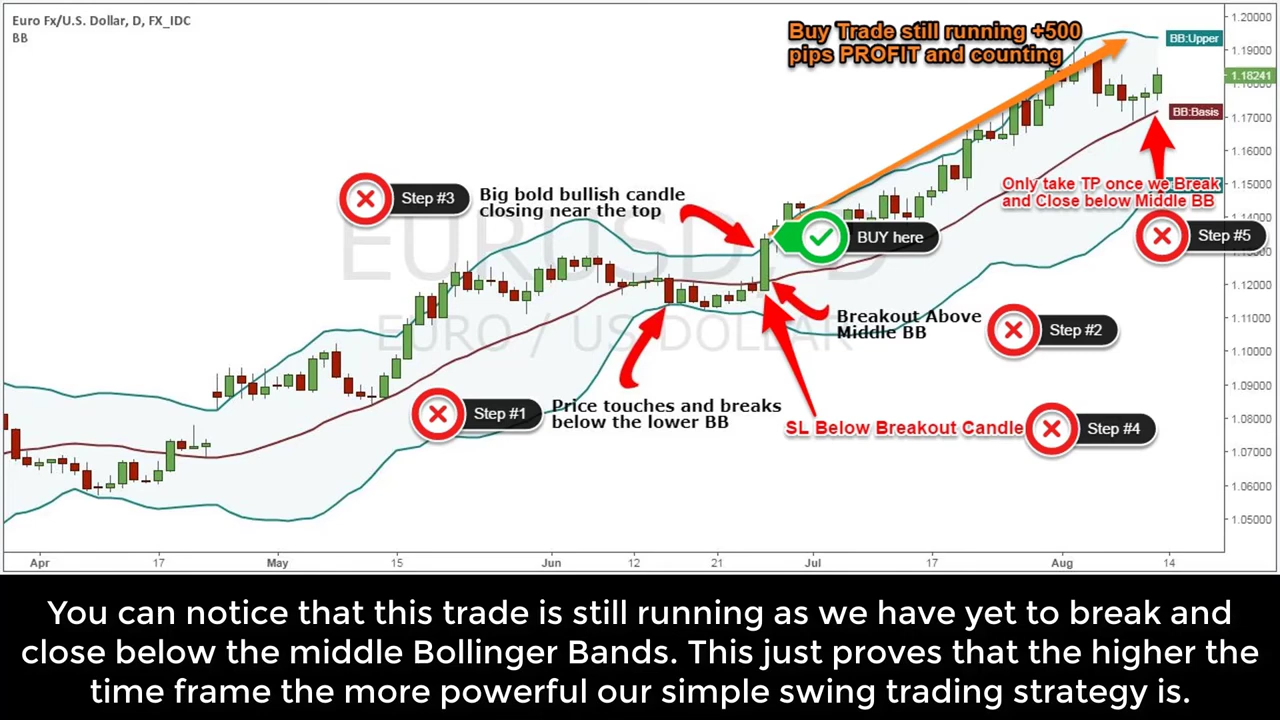 Euro Fx/U.S. Dollar, D, FX_IDC
BB
Buy Trade still running +500
pips PROFIT and counting
BB:Upper
1.20000
1.19000
1.18241
1.18000
BB:Basis
1.17000
1.16000
Step #3
Big bold bullish candle
closing near the top
Only take TP once we Break
and Close below Middle BB
1.15000
1.14000
EURUSD, D
BUY here
Step #5
1.12000
Breakout Above
Middle BB
Step #2
1.11000
EURO / US DOLLAR
1.10000
1.09000
Step #1
Price touches and breaks
below the lower BB
SL Below Breakout Candle
Step #4
1.08000
1.07000
1.06000
1.05000
Apr 17 May 15 Jun 12 21 Jul 17 Aug 14
You can notice that this trade is still running as we have yet to break and
close below the middle Bollinger Bands. This just proves that the higher the
time frame the more powerful our simple swing trading strategy is.